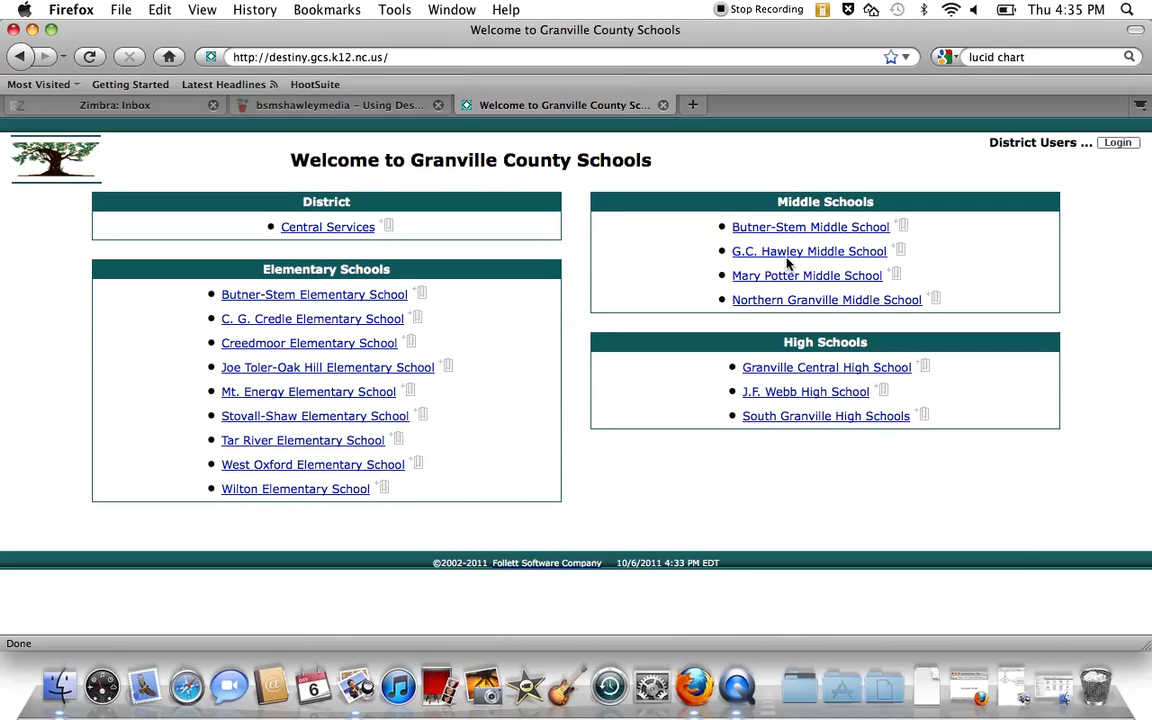 Firefox File Edit View History Bookmarks Tools Window Help Stop Recording Thu 4:35 PM
Welcome to Granville County Schools
http://destiny.gcs.k12.nc.us/ lucid chart
Most Visited Getting Started Latest Headlines HootSuite
Zimbra: Inbox bsmshawleymedia – Using Des... Welcome to Granville County Sc...
District Users ... Login
Welcome to Granville County Schools
District
Central Services
Elementary Schools
Butner-Stem Elementary School
C. G. Credle Elementary School
Creedmoor Elementary School
Joe Toler-Oak Hill Elementary School
Mt. Energy Elementary School
Stovall-Shaw Elementary School
Tar River Elementary School
West Oxford Elementary School
Wilton Elementary School
Middle Schools
Butner-Stem Middle School
G.C. Hawley Middle School
Mary Potter Middle School
Northern Granville Middle School
High Schools
Granville Central High School
J.F. Webb High School
South Granville High Schools
©2002-2011 Follett Software Company 10/6/2011 4:33 PM EDT
Done
OCT
6